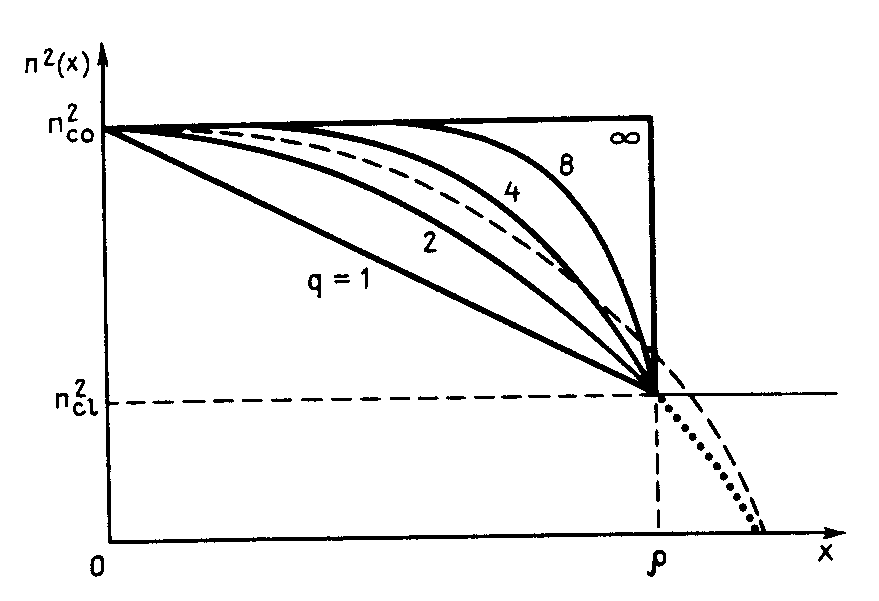 n²(x)
n²co
∞
8
4
2
q = 1
n²cl
0
ρ
x